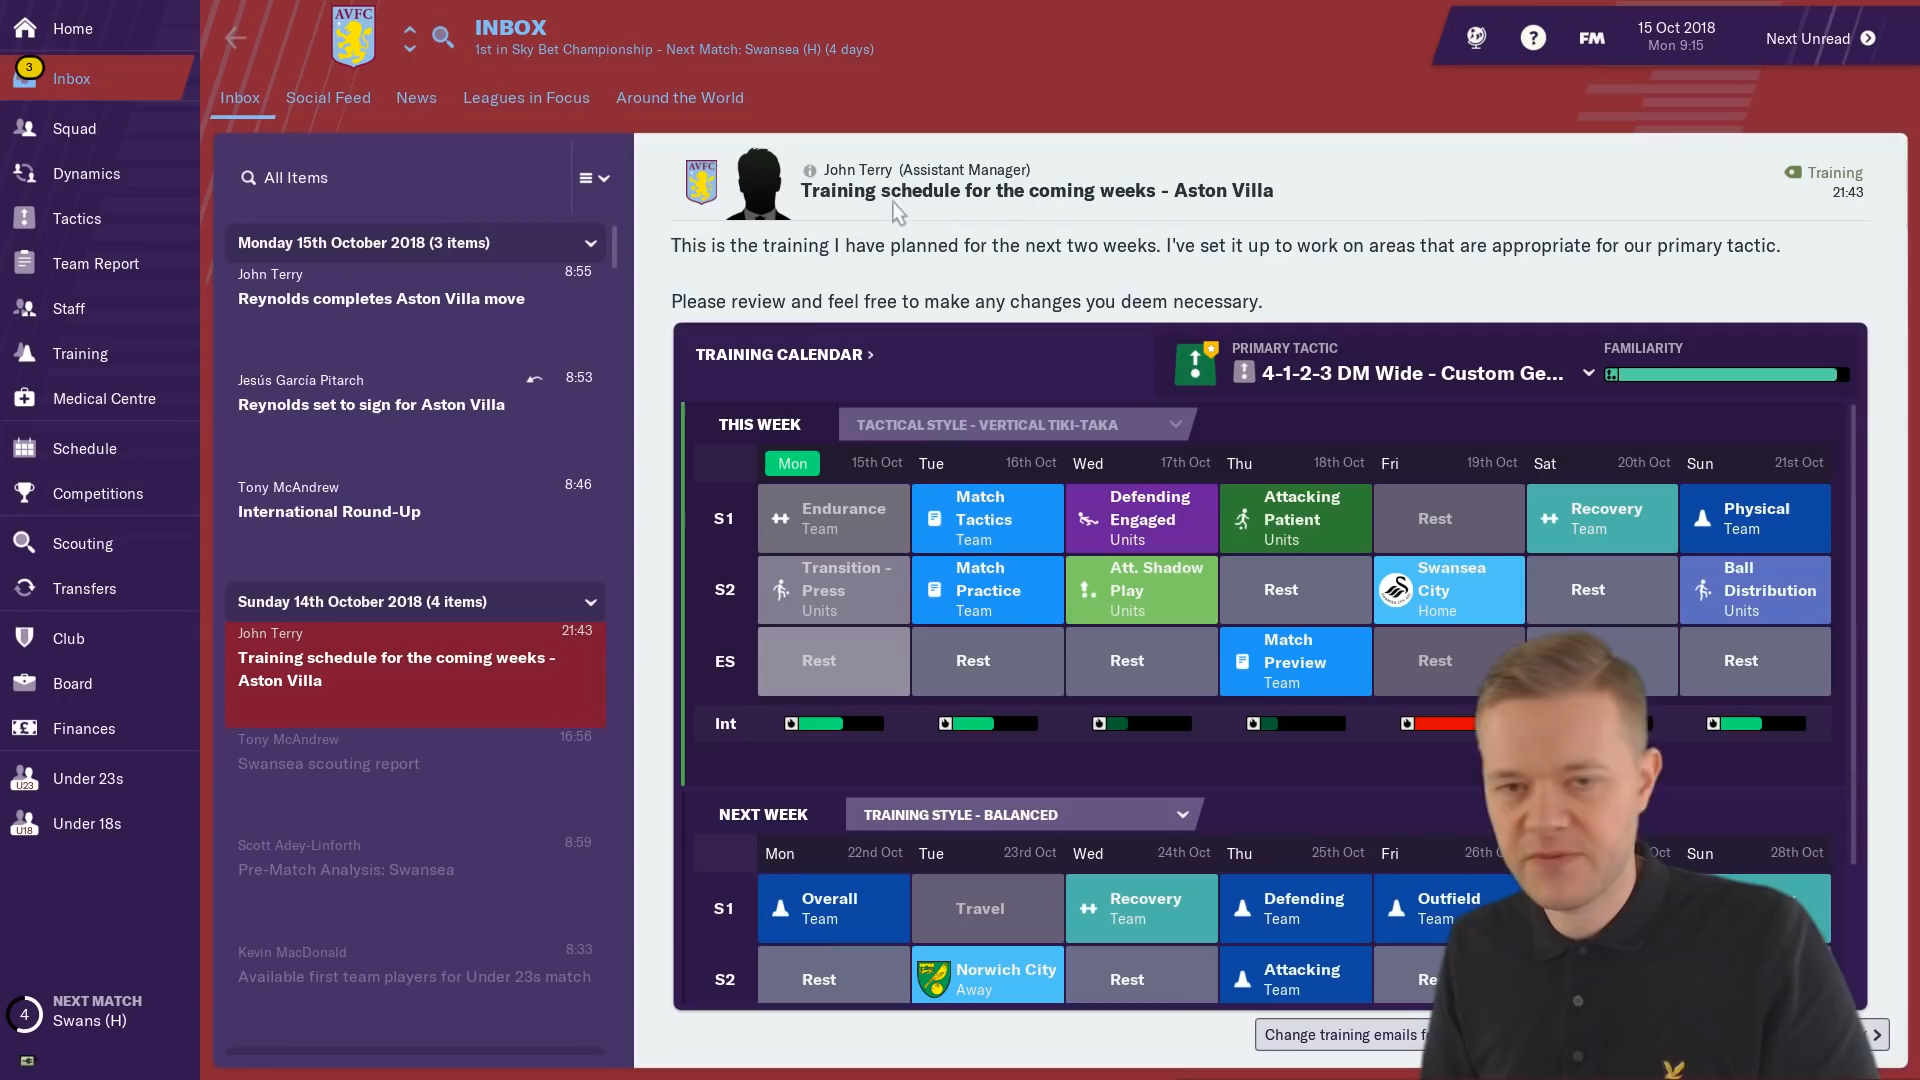 Home
3
Inbox
Squad
Dynamics
Tactics
Team Report
Staff
Training
Medical Centre
Schedule
Competitions
Scouting
Transfers
Club
Board
Finances
U23
Under 23s
U18
Under 18s
4
NEXT MATCH
Swans (H)
AVFC
INBOX
1st in Sky Bet Championship - Next Match: Swansea (H) (4 days)
?
FM
15 Oct 2018
Mon 9:15
Next Unread
Inbox
Social Feed
News
Leagues in Focus
Around the World
All Items
Monday 15th October 2018 (3 items)
John Terry
8:55
Reynolds completes Aston Villa move
Jesús García Pitarch
8:53
Reynolds set to sign for Aston Villa
Tony McAndrew
8:46
International Round-Up
Sunday 14th October 2018 (4 items)
John Terry
21:43
Training schedule for the coming weeks -
Aston Villa
Tony McAndrew
16:56
Swansea scouting report
Scott Adey-Linforth
8:59
Pre-Match Analysis: Swansea
Kevin MacDonald
8:33
Available first team players for Under 23s match
AVFC
John Terry (Assistant Manager)
Training schedule for the coming weeks - Aston Villa
Training
21:43
This is the training I have planned for the next two weeks. I've set it up to work on areas that are appropriate for our primary tactic.
Please review and feel free to make any changes you deem necessary.
TRAINING CALENDAR
PRIMARY TACTIC
4-1-2-3 DM Wide - Custom Ge...
FAMILIARITY
THIS WEEK
TACTICAL STYLE - VERTICAL TIKI-TAKA
Mon 15th Oct Tue 16th Oct Wed 17th Oct Thu 18th Oct Fri 19th Oct Sat 20th Oct Sun 21st Oct
S1
Endurance
Team
Match
Tactics
Team
Defending
Engaged
Units
Attacking
Patient
Units
Rest
Recovery
Team
Physical
Team
S2
Transition -
Press
Units
Match
Practice
Team
Att. Shadow
Play
Units
Rest
Swansea
City
Home
Rest
Ball
Distribution
Units
ES
Rest
Rest
Rest
Match
Preview
Team
Rest
Rest
Int
NEXT WEEK
TRAINING STYLE - BALANCED
Mon 22nd Oct Tue 23rd Oct Wed 24th Oct Thu 25th Oct Fri 26th Oct Sun 28th Oct
S1
Overall
Team
Travel
Recovery
Team
Defending
Team
Outfield
Team
S2
Rest
Norwich City
Away
Rest
Attacking
Team
Change training emails